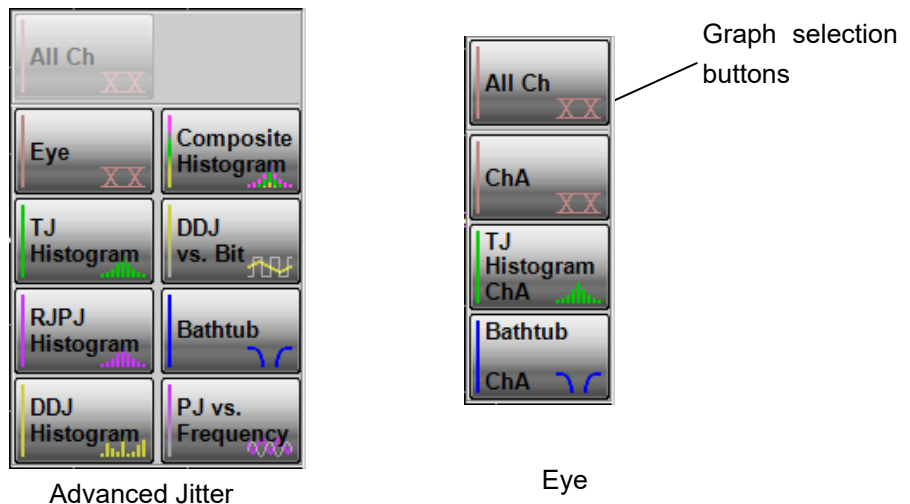 All Ch
Eye
Composite
Histogram
TJ
Histogram
DDJ
vs. Bit
RJPJ
Histogram
Bathtub
DDJ
Histogram
PJ vs.
Frequency
Advanced Jitter
All Ch
ChA
TJ
Histogram
ChA
Bathtub
ChA
Eye
Graph selection
buttons